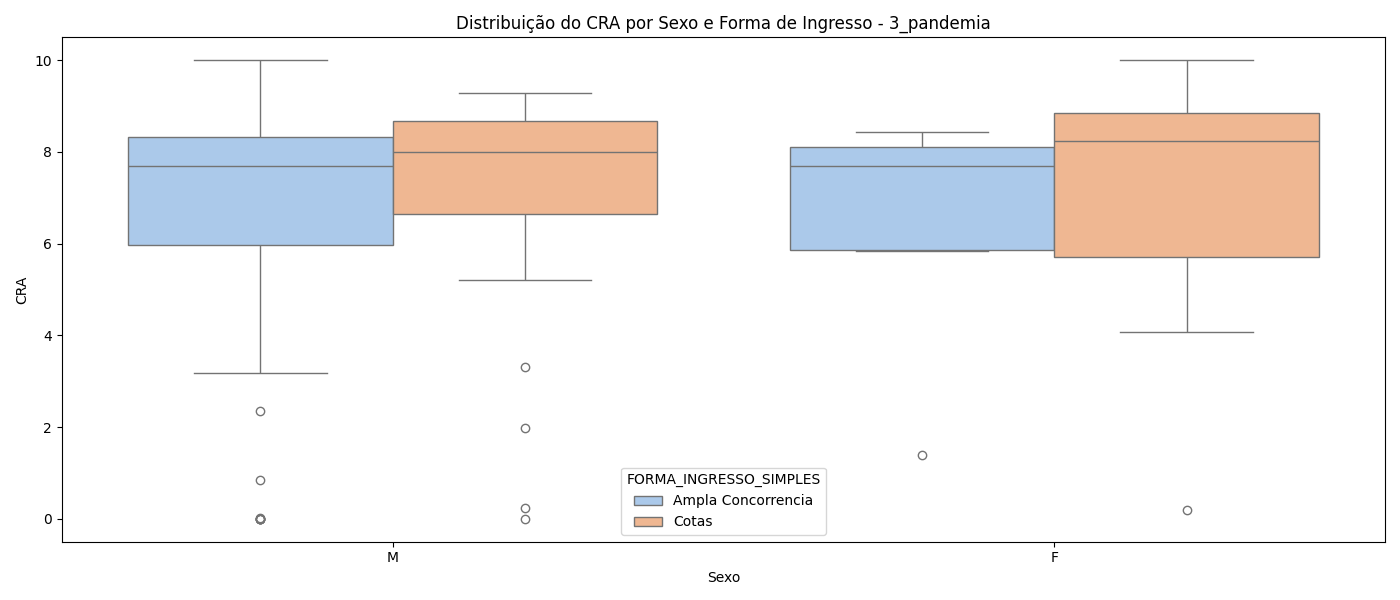 Distribuição do CRA por Sexo e Forma de Ingresso - 3_pandemia
CRA
10
8
6
4
2
0
M
F
Sexo
FORMA_INGRESSO_SIMPLES
Ampla Concorrencia
Cotas